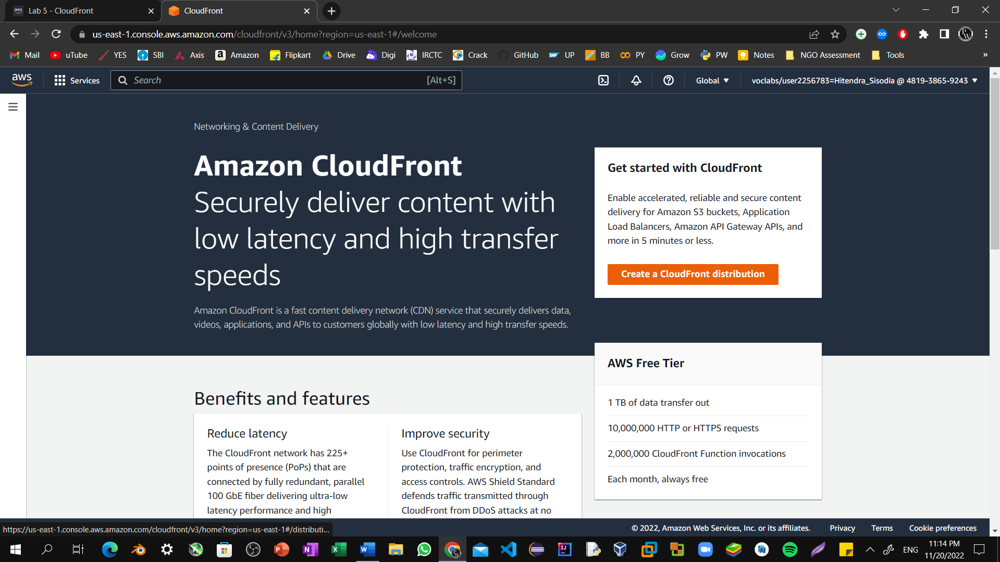 Lab 5 - CloudFront
CloudFront
us-east-1.console.aws.amazon.com/cloudfront/v3/home?region=us-east-1#/welcome
Mail uTube YES SBI Axis Amazon Flipkart Drive Digi IRCTC Crack GitHub UP BB PY Grow PW Notes NGO Assessment Tools »
aws Services Search [Alt+S] Global voclabs/user2256783=Hitendra_Sisodia @ 4819-3865-9243
Networking & Content Delivery
Amazon CloudFront
Securely deliver content with
low latency and high transfer
speeds
Amazon CloudFront is a fast content delivery network (CDN) service that securely delivers data,
videos, applications, and APIs to customers globally with low latency and high transfer speeds.
Get started with CloudFront
Enable accelerated, reliable and secure content
delivery for Amazon S3 buckets, Application
Load Balancers, Amazon API Gateway APIs, and
more in 5 minutes or less.
Create a CloudFront distribution
AWS Free Tier
1 TB of data transfer out
10,000,000 HTTP or HTTPS requests
2,000,000 CloudFront Function invocations
Each month, always free
Benefits and features
Reduce latency
The CloudFront network has 225+
points of presence (PoPs) that are
connected by fully redundant, parallel
100 GbE fiber delivering ultra-low
latency performance and high
Improve security
Use CloudFront for perimeter
protection, traffic encryption, and
access controls. AWS Shield Standard
defends traffic transmitted through
CloudFront from DDoS attacks at no
https://us-east-1.console.aws.amazon.com/cloudfront/v3/home?region=us-east-1#/distributi...
© 2022, Amazon Web Services, Inc. or its affiliates. Privacy Terms Cookie preferences
ENG
11:14 PM
11/20/2022